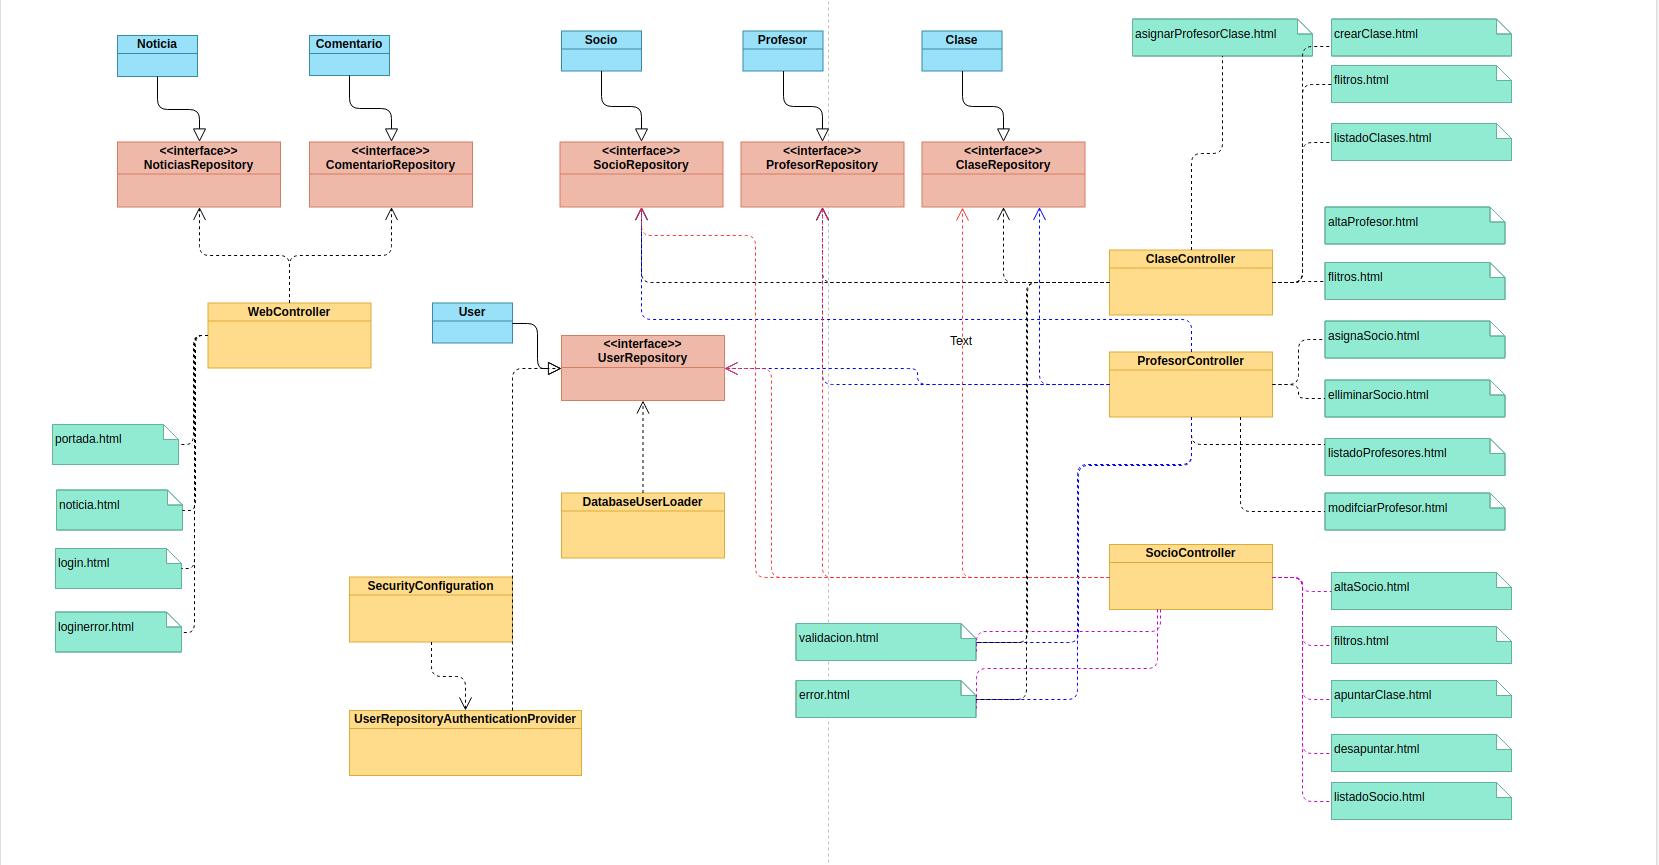 Noticia
Comentario
Socio
Profesor
Clase
asignarProfesorClase.html
crearClase.html
flitros.html
listadoClases.html
<<interface>>
NoticiasRepository
<<interface>>
ComentarioRepository
<<interface>>
SocioRepository
<<interface>>
ProfesorRepository
<<interface>>
ClaseRepository
altaProfesor.html
ClaseController
flitros.html
WebController
User
<<interface>>
UserRepository
Text
ProfesorController
asignaSocio.html
elliminarSocio.html
portada.html
listadoProfesores.html
noticia.html
DatabaseUserLoader
modifciarProfesor.html
login.html
SecurityConfiguration
SocioController
altaSocio.html
loginerror.html
validacion.html
filtros.html
error.html
apuntarClase.html
UserRepositoryAuthenticationProvider
desapuntar.html
listadoSocio.html